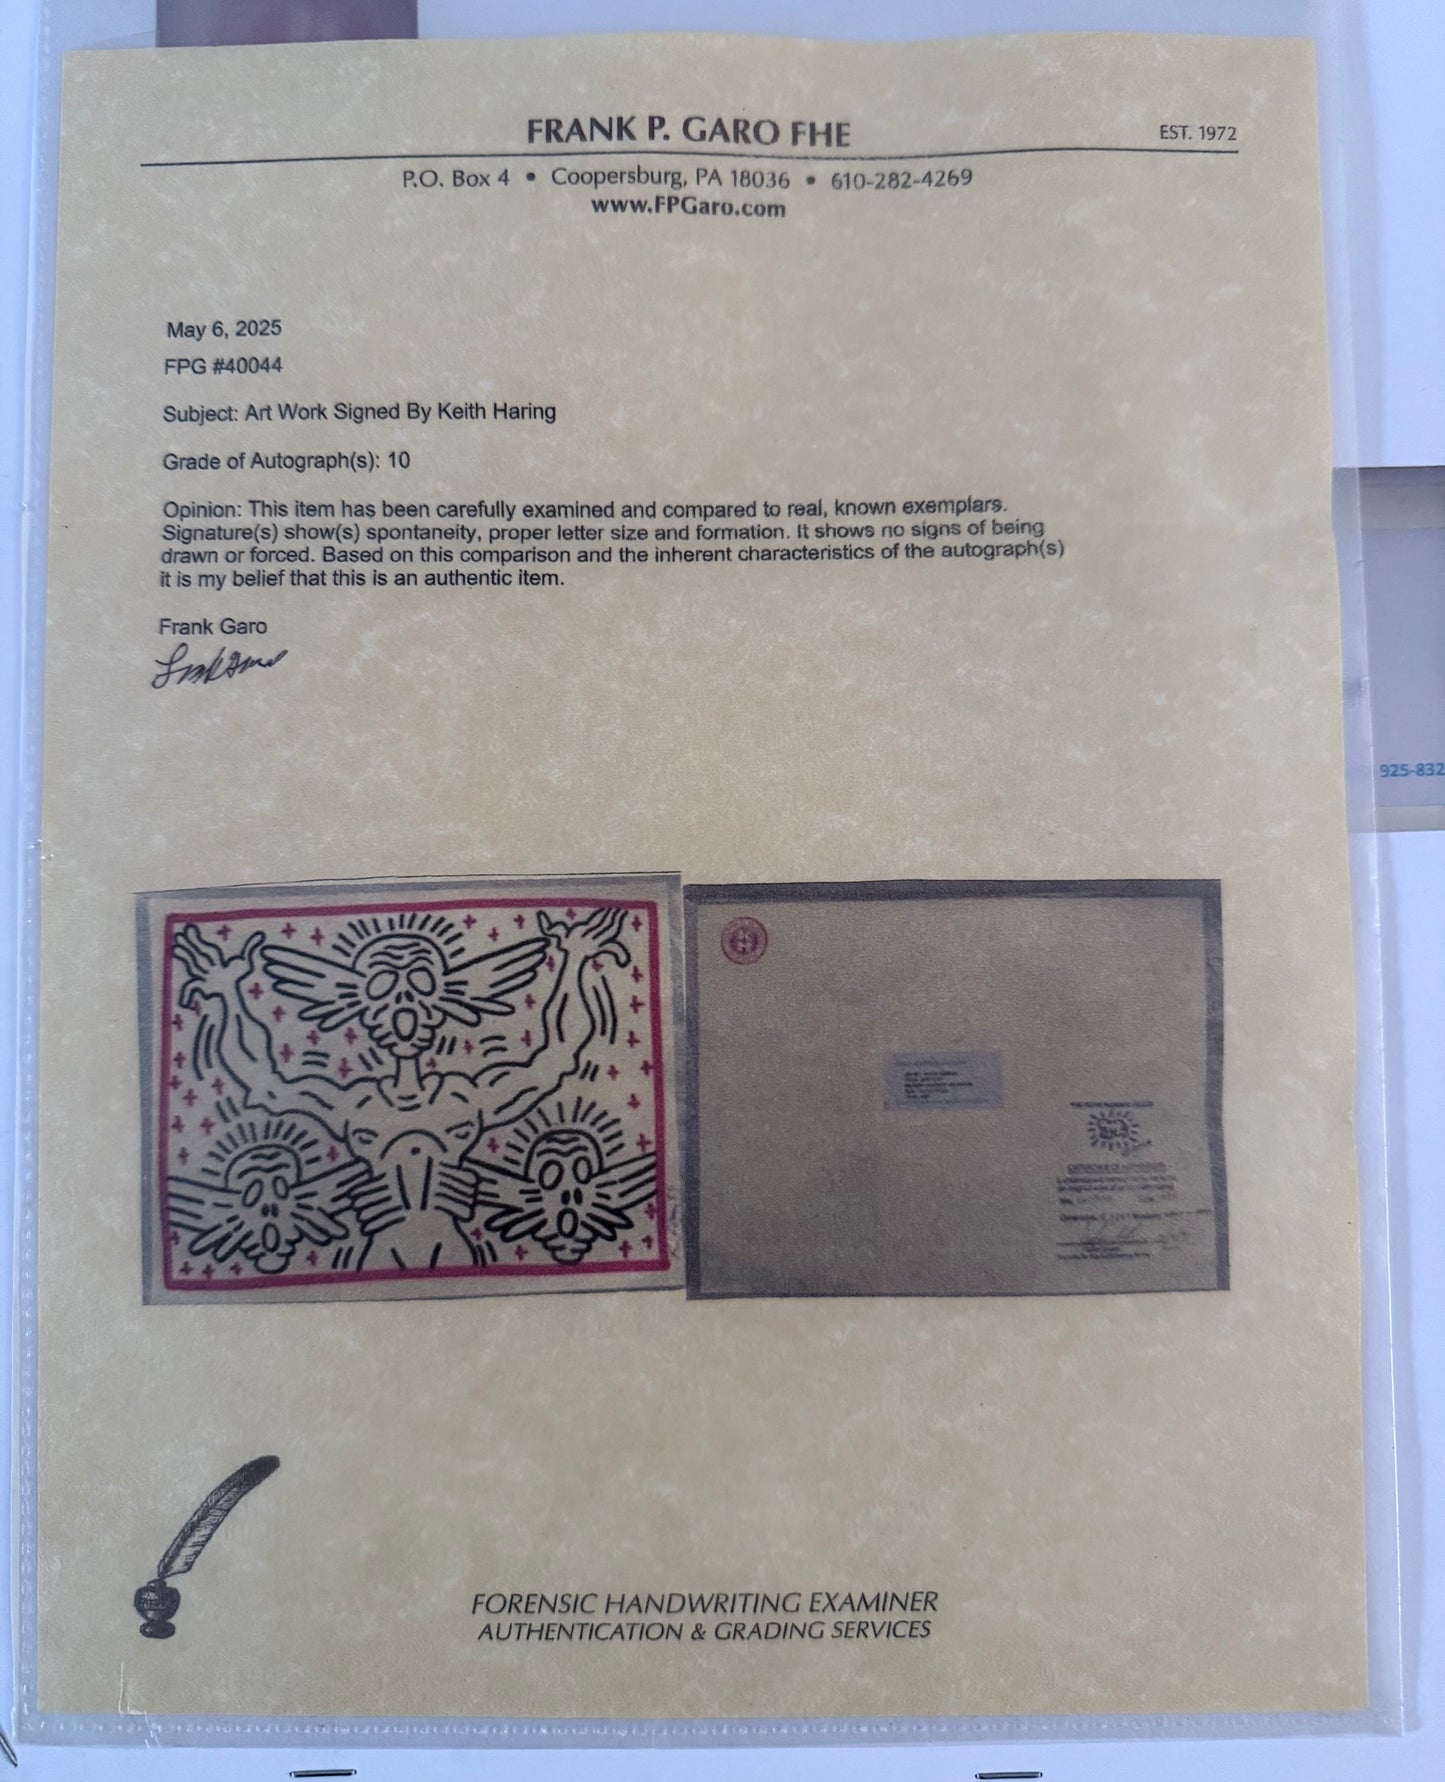 FRANK P. GARO FHE
EST. 1972
P.O. Box 4 • Coopersburg, PA 18036 • 610-282-4269
www.FPGaro.com
May 6, 2025
FPG #40044
Subject: Art Work Signed By Keith Haring
Grade of Autograph(s): 10
Opinion: This item has been carefully examined and compared to real, known exemplars.
Signature(s) show(s) spontaneity, proper letter size and formation. It shows no signs of being
drawn or forced. Based on this comparison and the inherent characteristics of the autograph(s)
it is my belief that this is an authentic item.
Frank Garo
Frank Garo
925-832
FORENSIC HANDWRITING EXAMINER
AUTHENTICATION & GRADING SERVICES